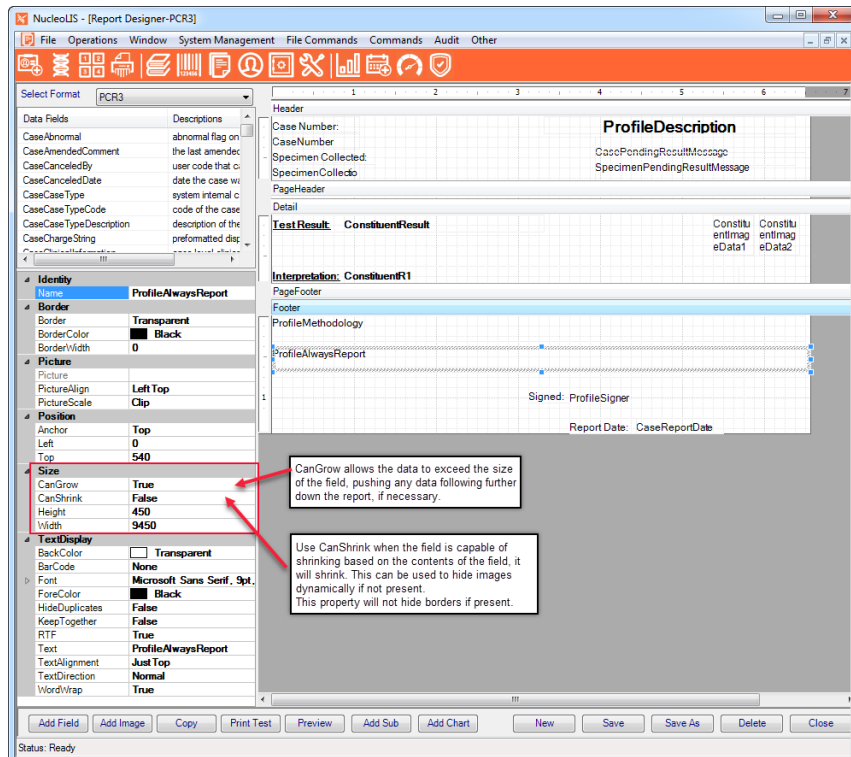 NucleoLIS - [Report Designer-PCR3]
File Operations Window System Management File Commands Commands Audit Other
Select Format PCR3
Data Fields Descriptions
CaseAbnormal abnormal flag on
CaseAmendedComment the last amended
CaseCanceledBy user code that c
CaseCanceledDate date the case wa
CaseCaseType system internal c
CaseCaseTypeCode code of the case
CaseCaseTypeDescription description of the
CaseChargeString preformatted disp
Identity
Name ProfileAlwaysReport
Border
Border Transparent
BorderColor Black
BorderWidth 0
Picture
Picture
PictureAlign LeftTop
PictureScale Clip
Position
Anchor Top
Left 0
Top 540
Size
CanGrow True
CanShrink False
Height 450
Width 9450
TextDisplay
BackColor Transparent
BarCode None
Font Microsoft Sans Serif, 9pt,
ForeColor Black
HideDuplicates False
KeepTogether False
RTF True
Text ProfileAlwaysReport
TextAlignment JustTop
TextDirection Normal
WordWrap True
1 2 3 4 5 6 7
Header
Case Number: ProfileDescription
CaseNumber
Specimen Collected: CasePendingResultMessage
SpecimenCollectio SpecimenPendingResultMessage
PageHeader
Detail
Test Result: ConstituentResult Constitu Constitu
entImag entImag
eData1 eData2
Interpretation: ConstituentR1
PageFooter
Footer
ProfileMethodology
ProfileAlwaysReport
1
Signed: ProfileSigner
Report Date: CaseReportDate
CanGrow allows the data to exceed the size
of the field, pushing any data following further
down the report, if necessary.
Use CanShrink when the field is capable of
shrinking based on the contents of the field, it
will shrink. This can be used to hide images
dynamically if not present.
This property will not hide borders if present.
Add Field Add Image Copy Print Test Preview Add Sub Add Chart New Save Save As Delete Close
Status: Ready